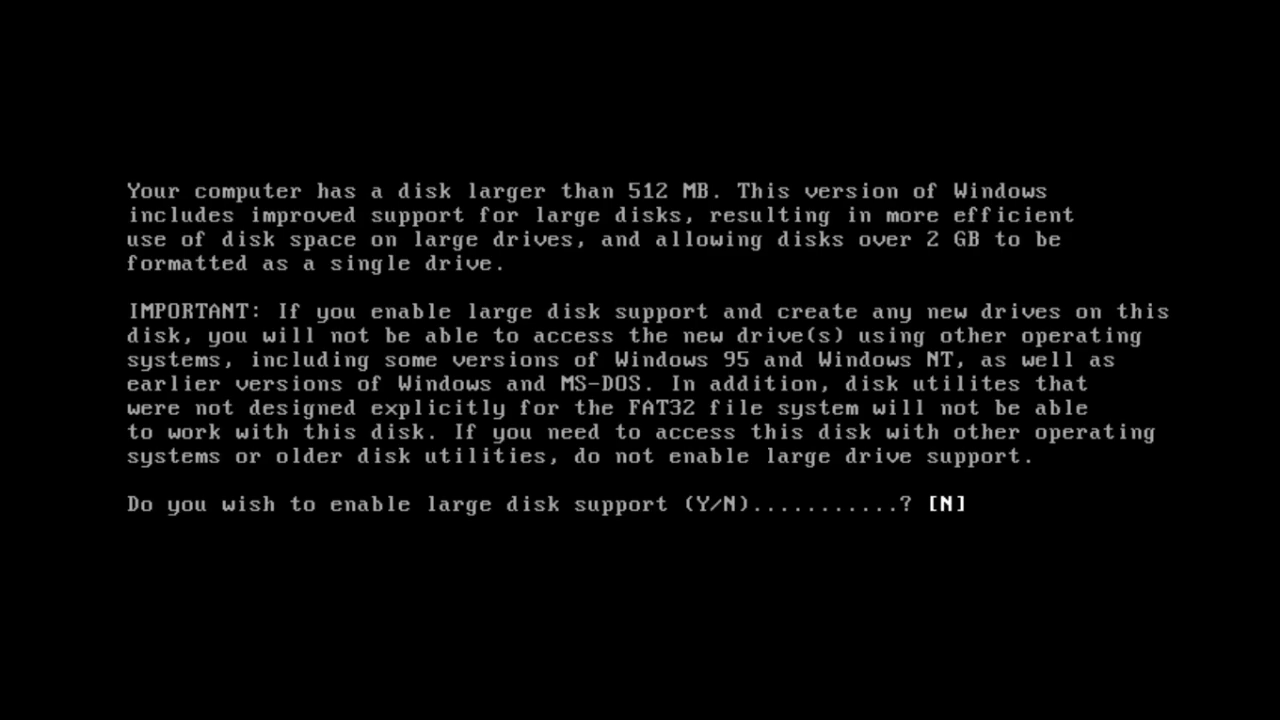 Your computer has a disk larger than 512 MB. This version of Windows
includes improved support for large disks, resulting in more efficient
use of disk space on large drives, and allowing disks over 2 GB to be
formatted as a single drive.
IMPORTANT: If you enable large disk support and create any new drives on this
disk, you will not be able to access the new drive(s) using other operating
systems, including some versions of Windows 95 and Windows NT, as well as
earlier versions of Windows and MS-DOS. In addition, disk utilites that
were not designed explicitly for the FAT32 file system will not be able
to work with this disk. If you need to access this disk with other operating
systems or older disk utilities, do not enable large drive support.
Do you wish to enable large disk support (Y/N)...........? [N]